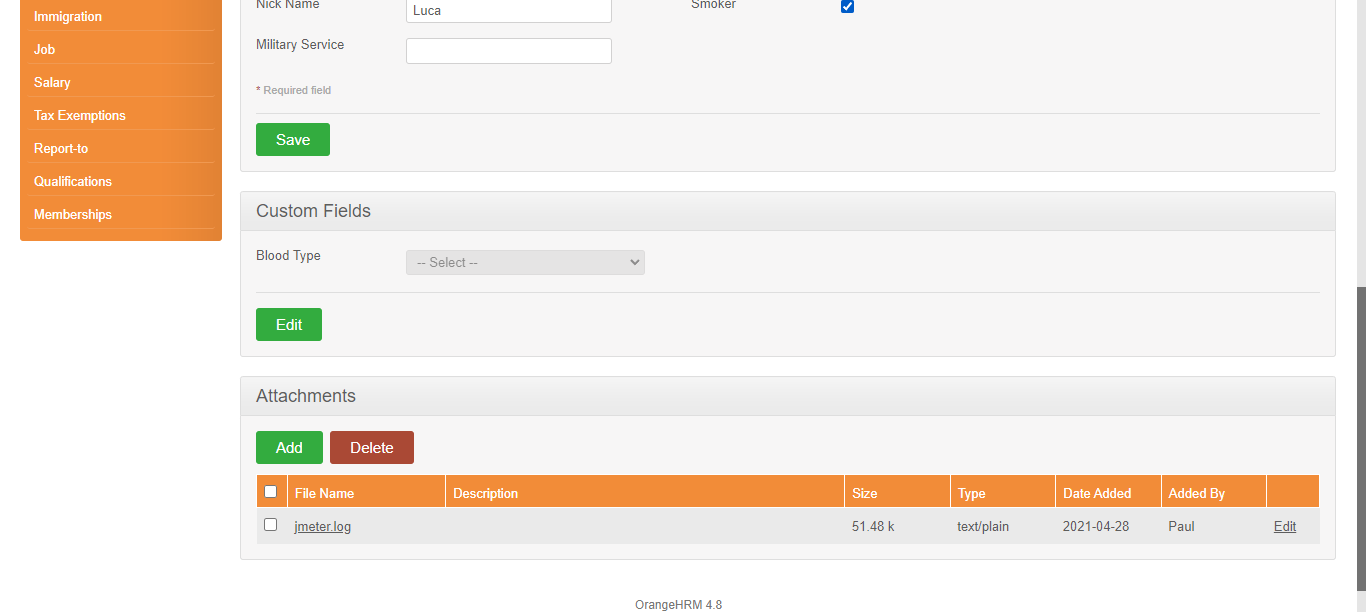 Immigration
Job
Salary
Tax Exemptions
Report-to
Qualifications
Memberships
Nick Name Luca Smoker
Military Service
* Required field
Save
Custom Fields
Blood Type -- Select --
Edit
Attachments
Add Delete
File Name Description Size Type Date Added Added By
jmeter.log 51.48 k text/plain 2021-04-28 Paul Edit
OrangeHRM 4.8